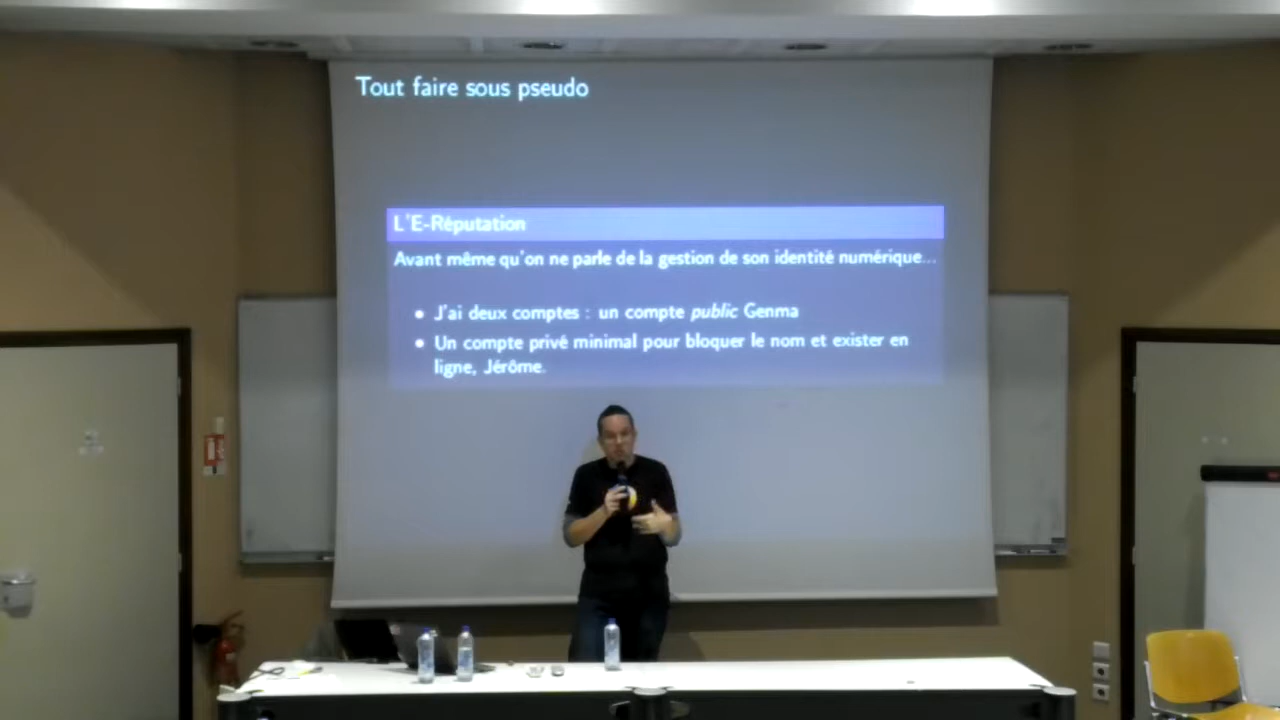 Tout faire sous pseudo
L'E-Réputation
Avant même qu'on ne parle de la gestion de son identité numérique...
• J'ai deux comptes : un compte public Genma
• Un compte privé minimal pour bloquer le nom et exister en
ligne, Jérôme.